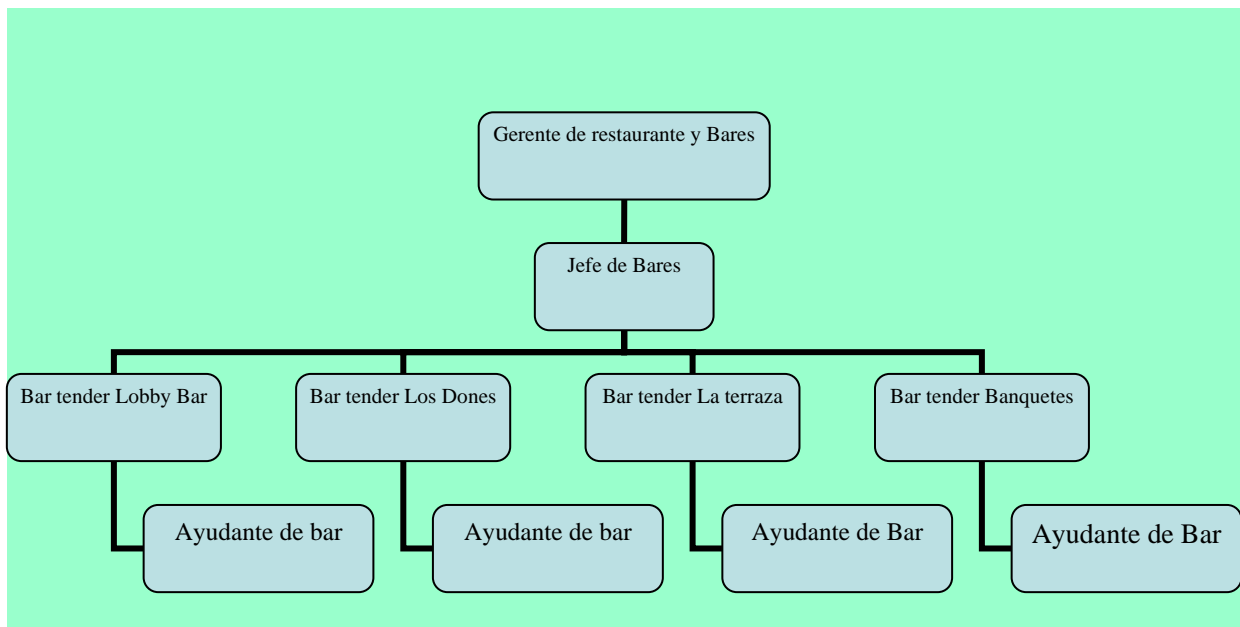 Gerente de restaurante y Bares
Jefe de Bares
Bar tender Lobby Bar
Bar tender Los Dones
Bar tender La terraza
Bar tender Banquetes
Ayudante de bar
Ayudante de bar
Ayudante de Bar
Ayudante de Bar